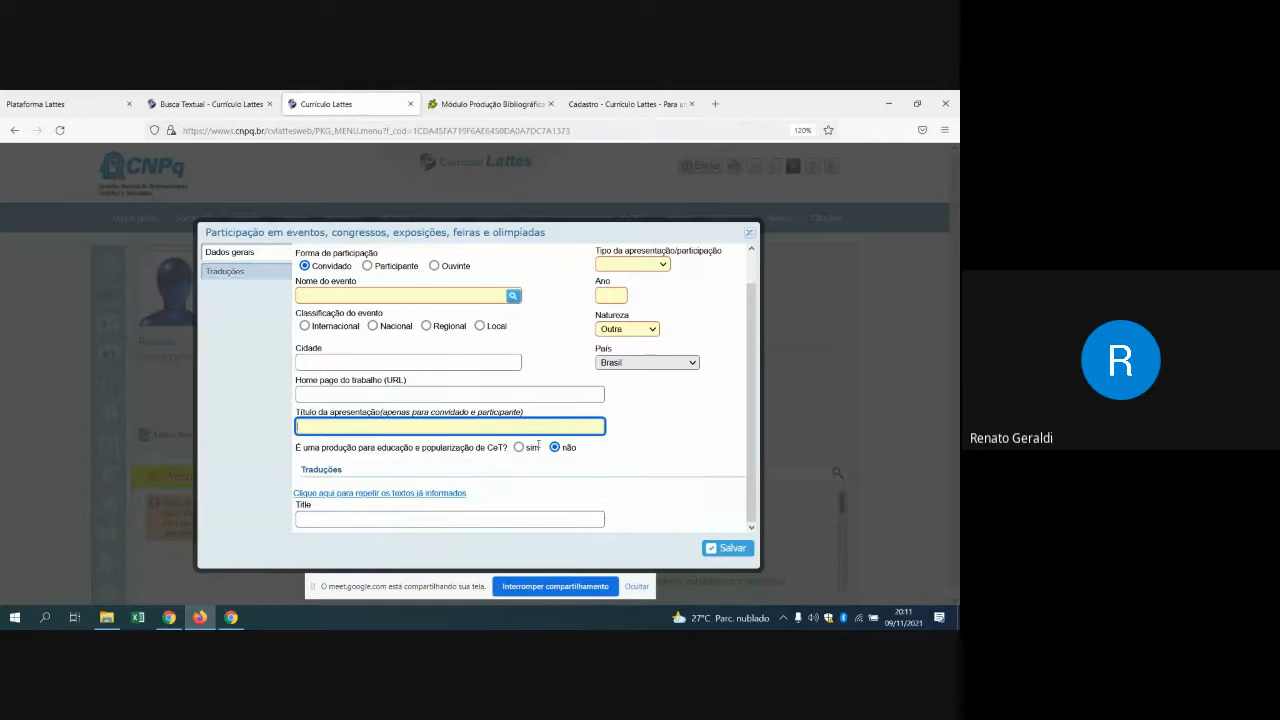 Plataforma Lattes
Busca Textual - Currículo Lattes
Currículo Lattes
Módulo Produção Bibliográfica
Cadastro - Currículo Lattes - Para u
https://wwws.cnpq.br/cvlattesweb/PKG_MENU.menu?f_cod=1CDA45FA719F6AE6450DA0A7DC7A1373
120%
CNPq
Currículo Lattes
Enviar
Participação em eventos, congressos, exposições, feiras e olimpíadas
Dados gerais
Traduções
Forma de participação
Convidado Participante Ouvinte
Tipo da apresentação/participação
Nome do evento
Ano
Classificação do evento
Internacional Nacional Regional Local
Natureza
Outra
Cidade
País
Brasil
Home page do trabalho (URL)
Título da apresentação(apenas para convidado e participante)
É uma produção para educação e popularização de CeT? sim não
Traduções
Clique aqui para repetir os textos já informados
Title
Salvar
O meet.google.com está compartilhando sua tela.
Interromper compartilhamento
Ocultar
27°C Parc. nublado
20:11
09/11/2021
R
Renato Geraldi